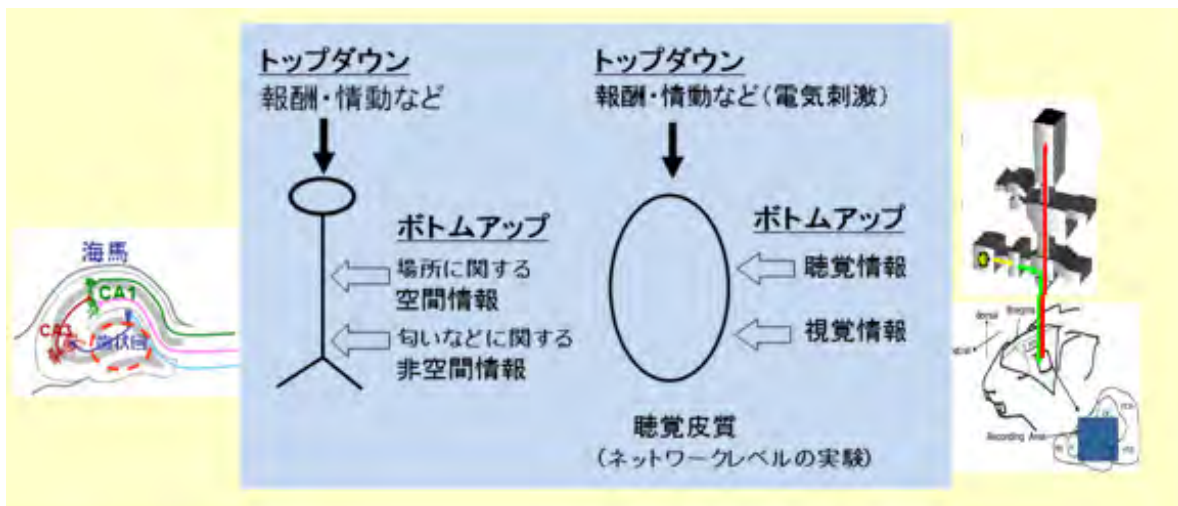 トップダウン
報酬・情動など
ボトムアップ
場所に関する
空間情報
匂いなどに関する
非空間情報
トップダウン
報酬・情動など(電気刺激)
ボトムアップ
聴覚情報
視覚情報
聴覚皮質
(ネットワークレベルの実験)
海馬
CA1
CA3
dorsal
Bregma
Recording Area